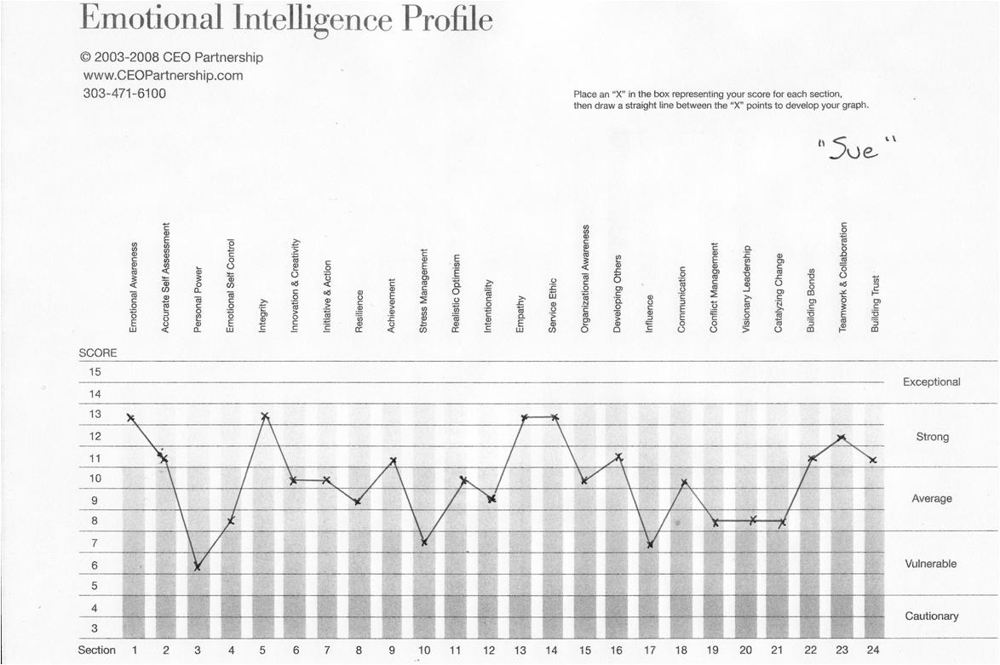 Emotional Intelligence Profile
© 2003-2008 CEO Partnership
www.CEOPartnership.com
303-471-6100
Place an “X” in the box representing your score for each section,
then draw a straight line between the “X” points to develop your graph.
"Sue"
Emotional Awareness
Accurate Self Assessment
Personal Power
Emotional Self Control
Integrity
Innovation & Creativity
Initiative & Action
Resilience
Achievement
Stress Management
Realistic Optimism
Intentionality
Empathy
Service Ethic
Organizational Awareness
Developing Others
Influence
Communication
Conflict Management
Visionary Leadership
Catalyzing Change
Building Bonds
Teamwork & Collaboration
Building Trust
SCORE
15
Exceptional
14
13
12
Strong
11
10
9
Average
8
7
6
Vulnerable
5
4
Cautionary
3
Section 1 2 3 4 5 6 7 8 9 10 11 12 13 14 15 16 17 18 19 20 21 22 23 24